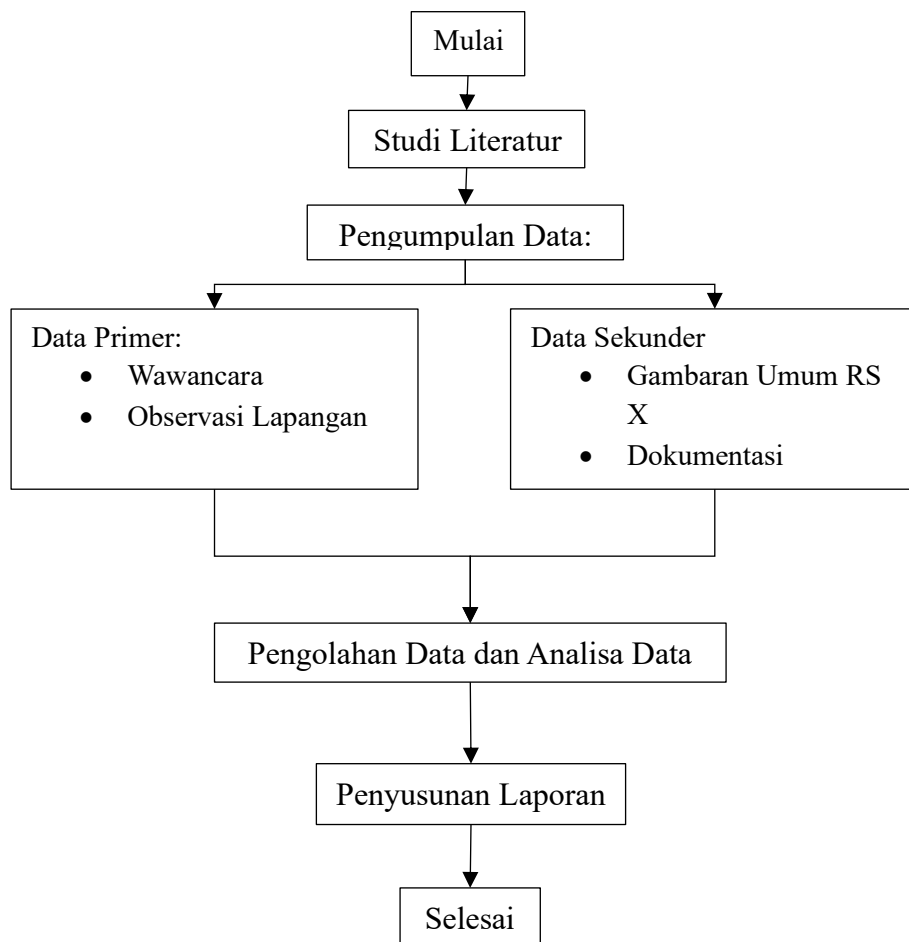 Mulai
Studi Literatur
Pengumpulan Data:
Data Primer:
• Wawancara
• Observasi Lapangan
Data Sekunder
• Gambaran Umum RS
X
• Dokumentasi
Pengolahan Data dan Analisa Data
Penyusunan Laporan
Selesai